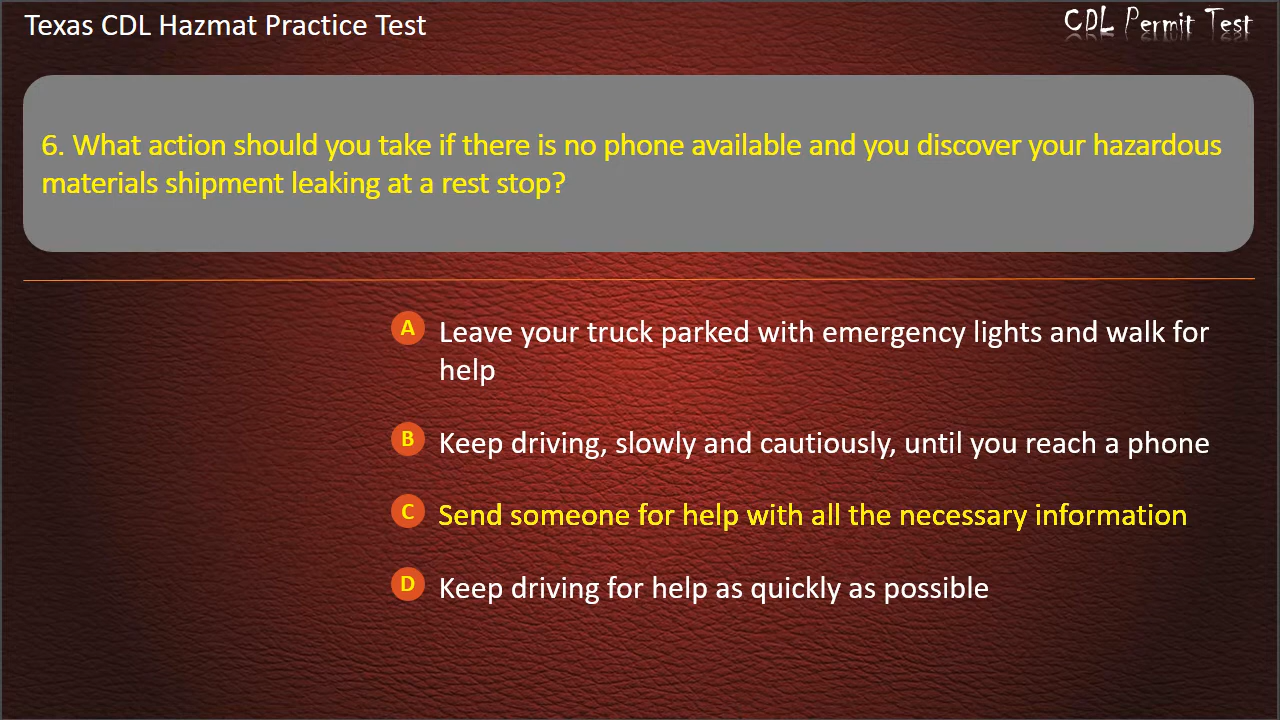 Texas CDL Hazmat Practice Test
CDL Permit Test
6. What action should you take if there is no phone available and you discover your hazardous
materials shipment leaking at a rest stop?
A Leave your truck parked with emergency lights and walk for
help
B Keep driving, slowly and cautiously, until you reach a phone
C Send someone for help with all the necessary information
D Keep driving for help as quickly as possible